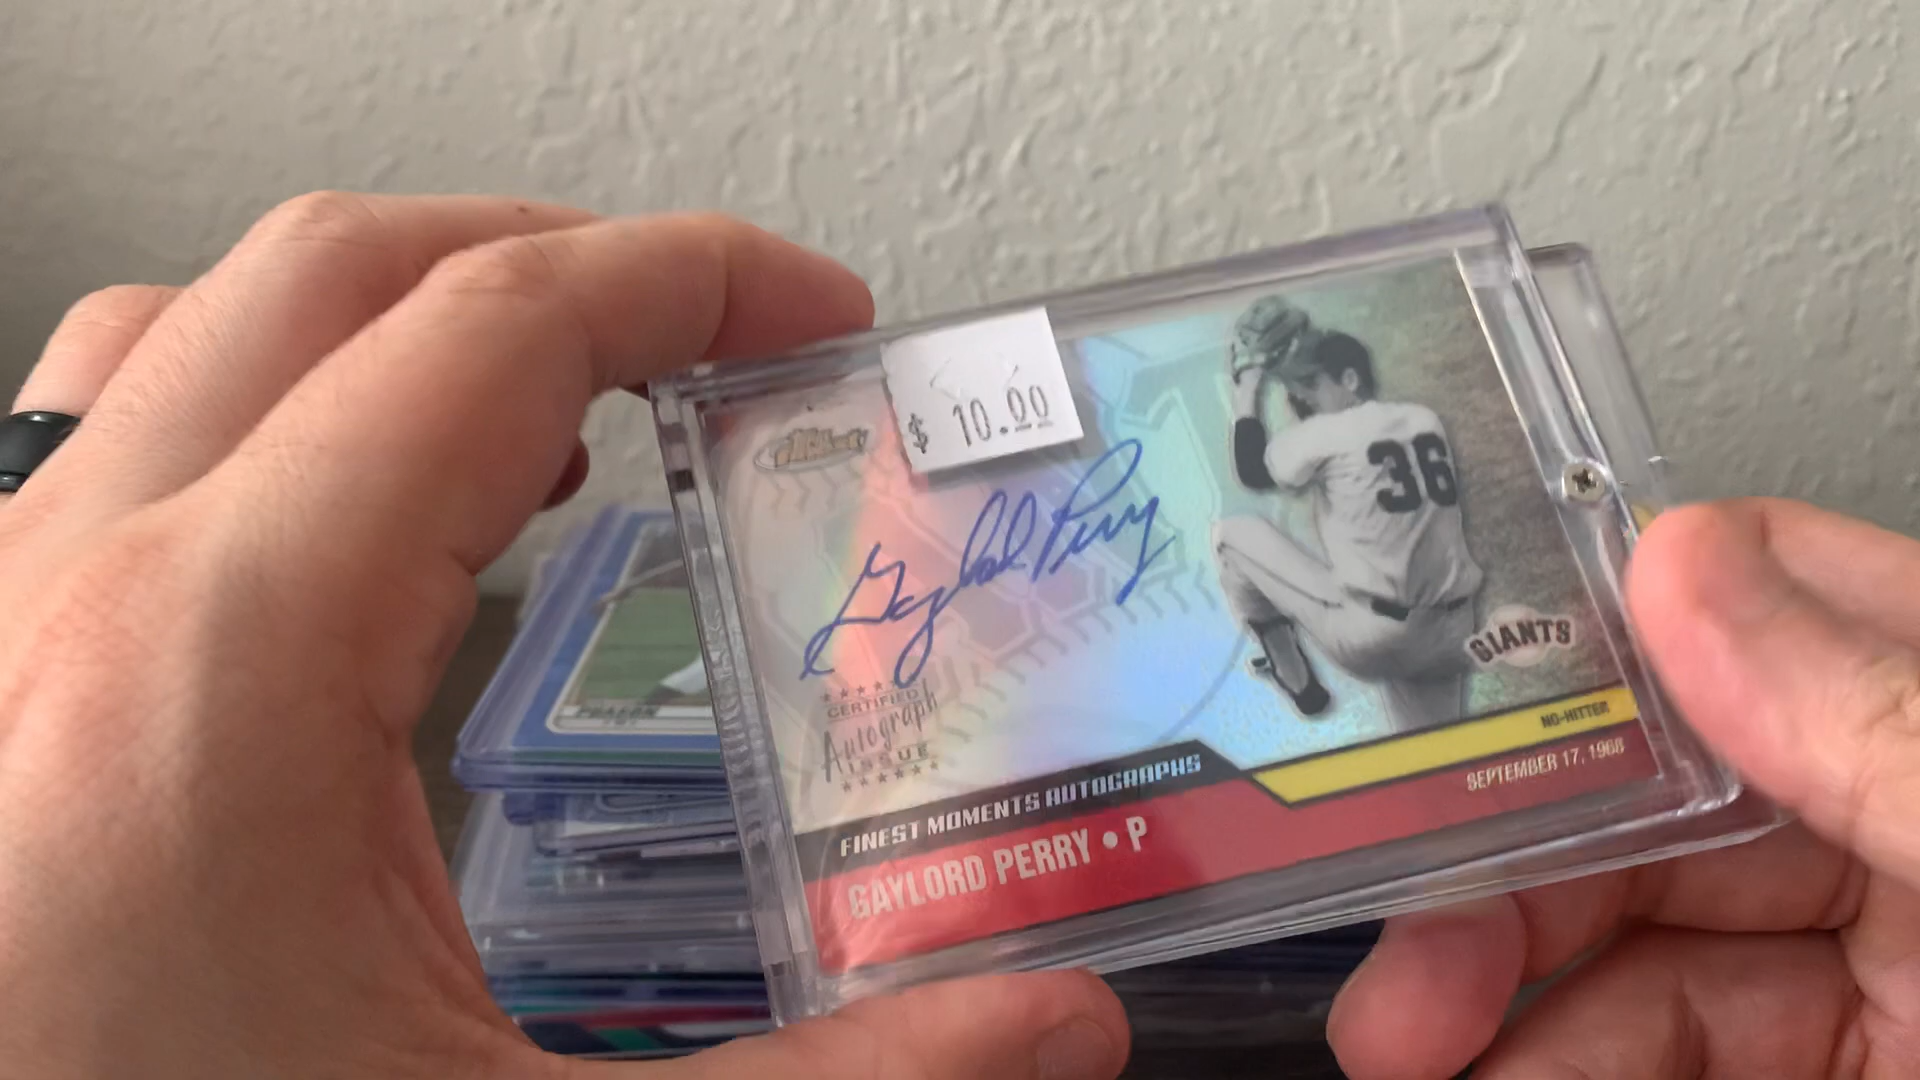 $ 10.00
Finest
Gaylord Perry
36
GIANTS
CERTIFIED
Autograph
ISSUE
NO-HITTER
SEPTEMBER 17, 1968
FINEST MOMENTS AUTOGRAPHS
GAYLORD PERRY • P